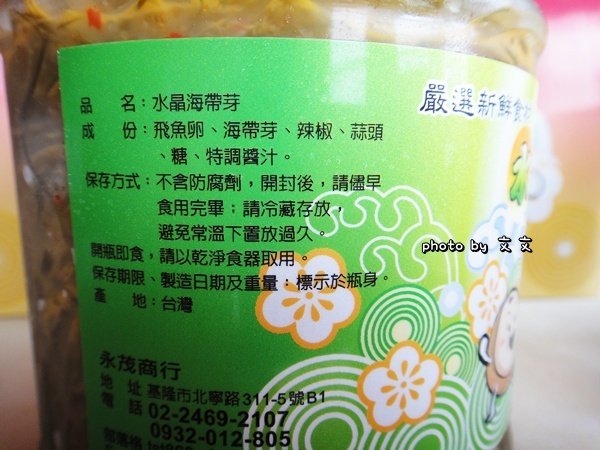 嚴選新鮮食材
品　　名：水晶海帶芽
成　　份：飛魚卵、海帶芽、辣椒、蒜頭
、糖、特調醬汁。
保存方式：不含防腐劑，開封後，請儘早
食用完畢；請冷藏存放，
避免常溫下置放過久。
開瓶即食，請以乾淨食器取用。
保存期限、製造日期及重量：標示於瓶身。
產　　地：台灣
photo by 文文
永茂商行
地　址 基隆市北寧路311-5號B1
電　話 02-2469-2107
0932-012-805
部落格